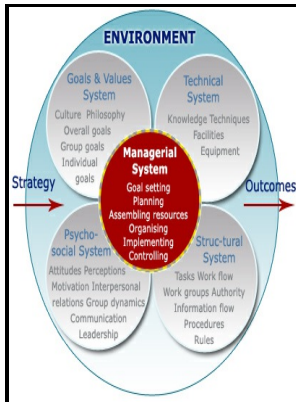 ENVIRONMENT
Goals & Values
System
Culture Philosophy
Overall goals
Group goals
Individual
goals
Technical
System
Knowledge Techniques
Facilities
Equipment
Strategy
Managerial
System
Goal setting
Planning
Assembling resources
Organising
Implementing
Controlling
Outcomes
Psycho-
social System
Attitudes Perceptions
Motivation Interpersonal
relations Group dynamics
Communication
Leadership
Struc-tural
System
Tasks Work flow
Work groups Authority
Information flow
Procedures
Rules